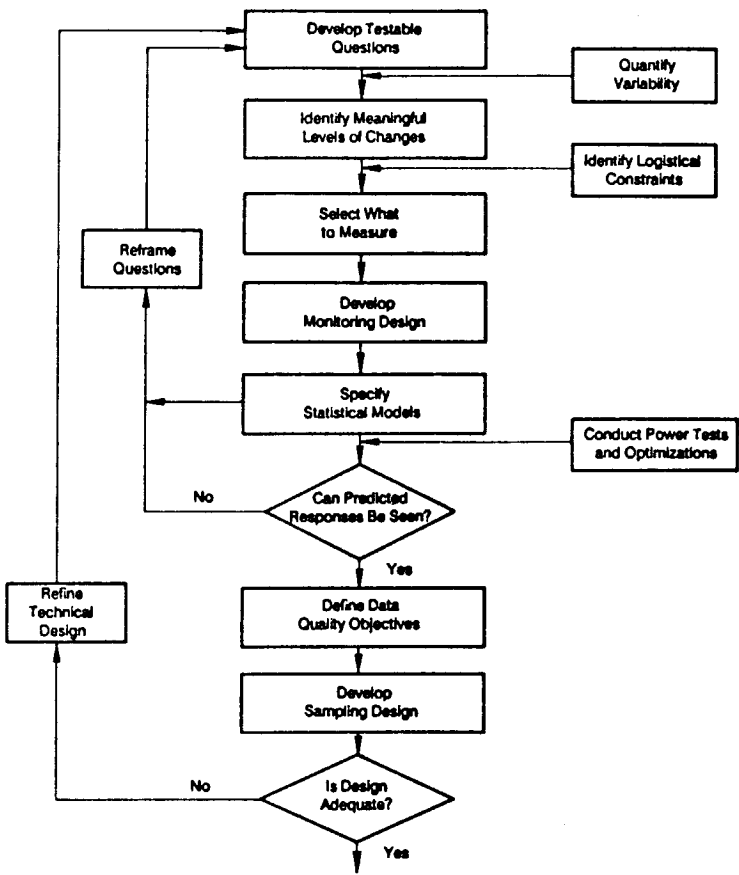 Develop Testable
Questions
Quantify
Variability
Identify Meaningful
Levels of Changes
Identify Logistical
Constraints
Select What
to Measure
Reframe
Questions
Develop
Monitoring Design
Specify
Statistical Models
Conduct Power Tests
and Optimizations
No
Can Predicted
Responses Be Seen?
Yes
Refine
Technical
Design
Define Data
Quality Objectives
Develop
Sampling Design
No
Is Design
Adequate?
Yes